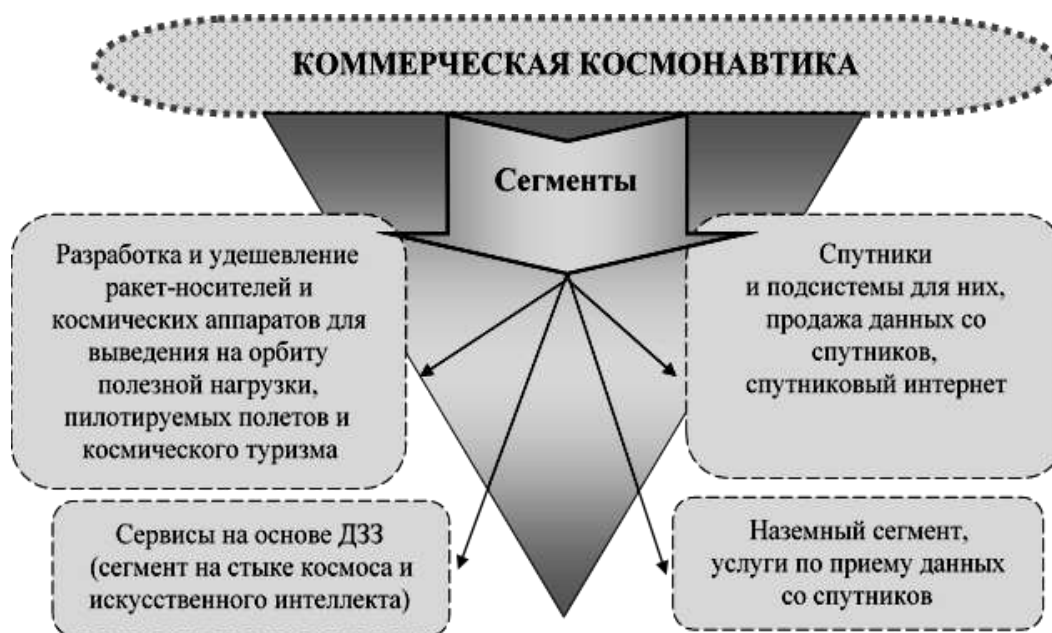 КОММЕРЧЕСКАЯ КОСМОНАВТИКА
Сегменты
Разработка и удешевление
ракет-носителей и
космических аппаратов для
выведения на орбиту
полезной нагрузки,
пилотируемых полетов и
космического туризма
Спутники
и подсистемы для них,
продажа данных со
спутников,
спутниковый интернет
Сервисы на основе ДЗЗ
(сегмент на стыке космоса и
искусственного интеллекта)
Наземный сегмент,
услуги по приему данных
со спутников